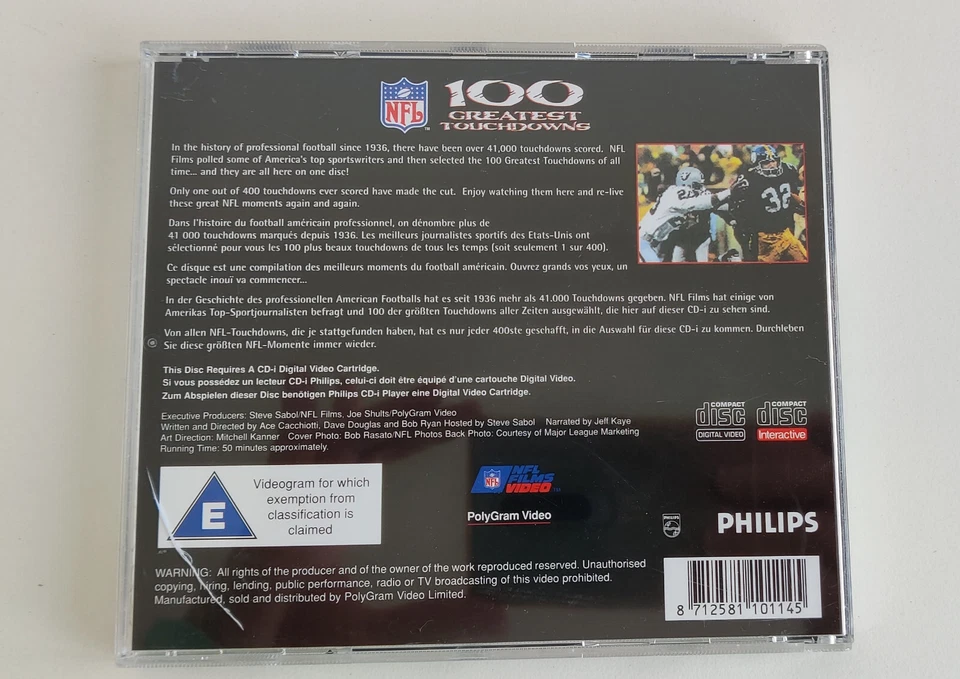 NFL
100
GREATEST
TOUCHDOWNS
In the history of professional football since 1936, there have been over 41,000 touchdowns scored. NFL
Films polled some of America's top sportswriters and then selected the 100 Greatest Touchdowns of all
time... and they are all here on one disc!
Only one out of 400 touchdowns ever scored have made the cut. Enjoy watching them here and re-live
these great NFL moments again and again.
Dans l'histoire du football américain professionnel, on dénombre plus de
41 000 touchdowns marqués depuis 1936. Les meilleurs journalistes sportifs des Etats-Unis ont
sélectionné pour vous les 100 plus beaux touchdowns de tous les temps (soit seulement 1 sur 400).
Ce disque est une compilation des meilleurs moments du football américain. Ouvrez grands vos yeux, un
spectacle inouï va commencer...
In der Geschichte des professionellen American Footballs hat es seit 1936 mehr als 41.000 Touchdowns gegeben. NFL Films hat einige von
Amerikas Top-Sportjournalisten befragt und 100 der größten Touchdowns aller Zeiten ausgewählt, die hier auf dieser CD-i zu sehen sind.
Von allen NFL-Touchdowns, die je stattgefunden haben, hat es nur jeder 400ste geschafft, in die Auswahl für diese CD-i zu kommen. Durchleben
Sie diese größten NFL-Momente immer wieder.
This Disc Requires A CD-i Digital Video Cartridge.
Si vous possédez un lecteur CD-i Philips, celui-ci doit être équipé d'une cartouche Digital Video.
Zum Abspielen dieser Disc benötigen Philips CD-i Player eine Digital Video Cartridge.
Executive Producers: Steve Sabol/NFL Films, Joe Shults/PolyGram Video
Written and Directed by Ace Cacchiotti, Dave Douglas and Bob Ryan Hosted by Steve Sabol Narrated by Jeff Kaye
Art Direction: Mitchell Kanner Cover Photo: Bob Rasato/NFL Photos Back Photo: Courtesy of Major League Marketing
Running Time: 50 minutes approximately.
COMPACT
disc
DIGITAL VIDEO
COMPACT
disc
Interactive
E
Videogram for which
exemption from
classification is
claimed
NFL
NFL
FILMS
VIDEO
TM
PolyGram Video
PHILIPS
PHILIPS
WARNING: All rights of the producer and of the owner of the work reproduced reserved. Unauthorised
copying, hiring, lending, public performance, radio or TV broadcasting of this video prohibited.
Manufactured, sold and distributed by PolyGram Video Limited.
8 712581 101145
32